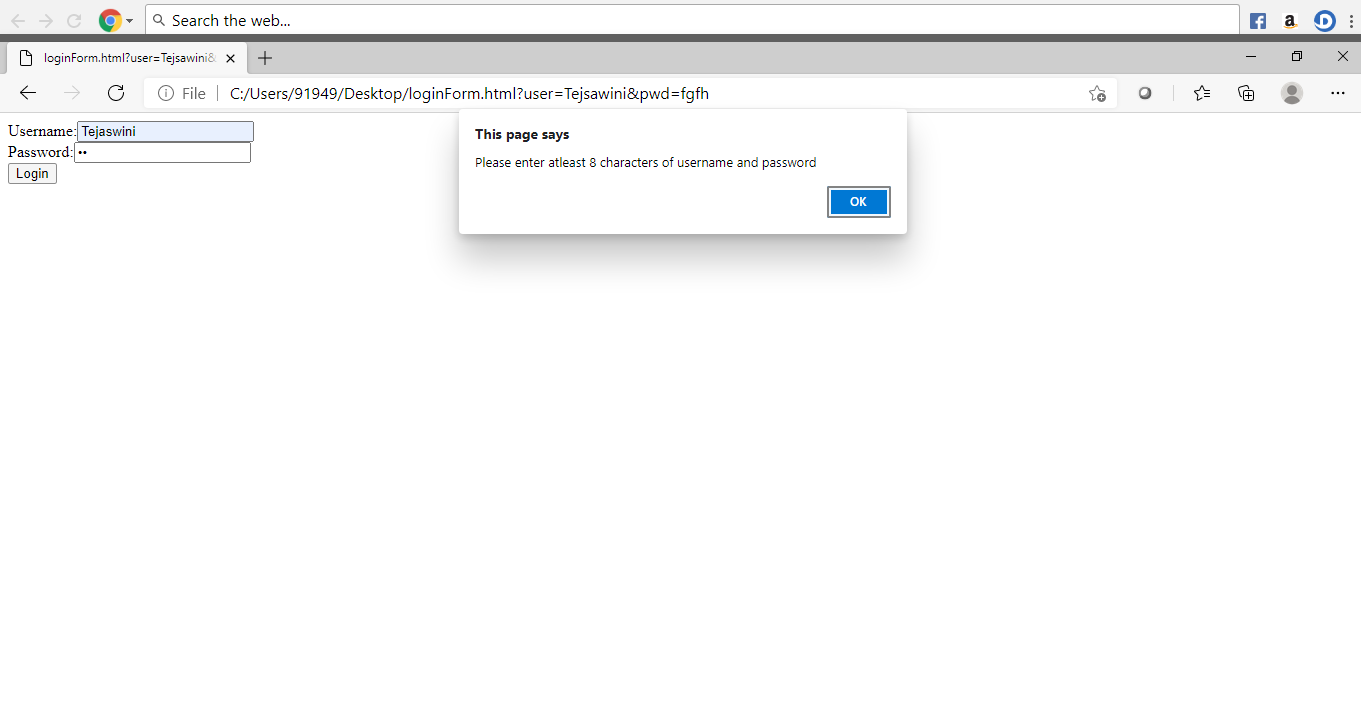 Search the web...
loginForm.html?user=Tejsawini&
File
C:/Users/91949/Desktop/loginForm.html?user=Tejsawini&pwd=fgfh
Username: Tejaswini
Password: ••
Login
This page says
Please enter atleast 8 characters of username and password
OK